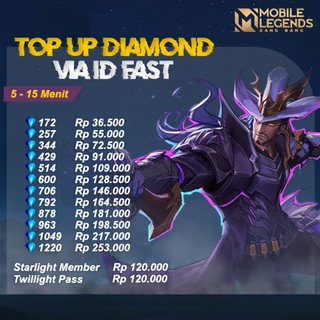 MOBILE
LEGENDS
BANG BANG
TOP UP DIAMOND
VIA ID FAST
5 - 15 Menit
172 Rp 36.500
257 Rp 55.000
344 Rp 72.500
429 Rp 91.000
514 Rp 109.000
600 Rp 128.500
706 Rp 146.000
792 Rp 164.500
878 Rp 181.000
963 Rp 198.500
1049 Rp 217.000
1220 Rp 253.000
Starlight Member Rp 120.000
Twillight Pass Rp 120.000